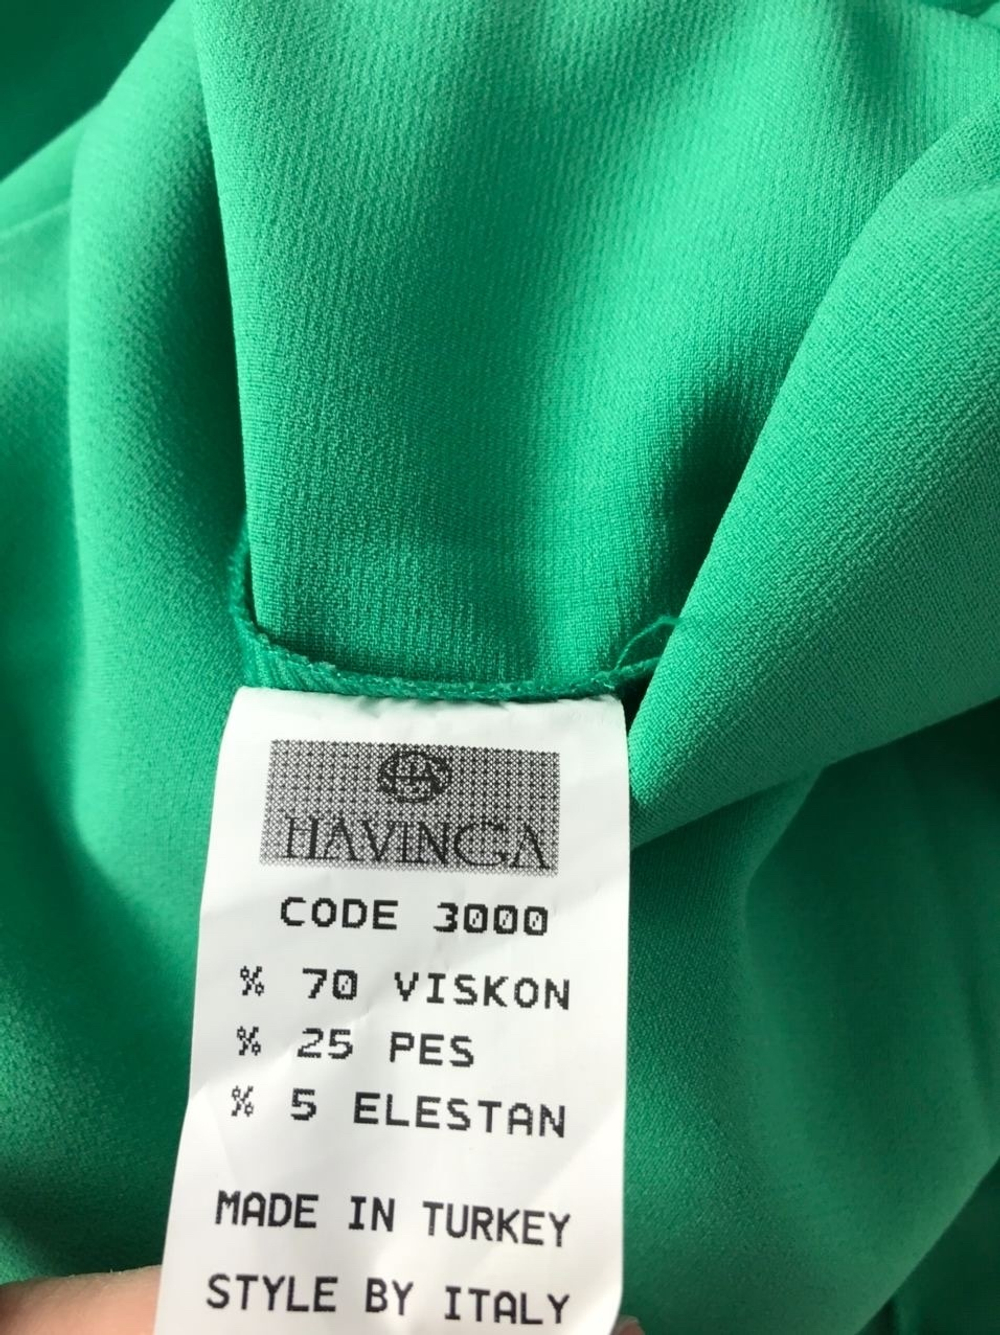 HAVINGA
CODE 3000
% 70 VISKON
% 25 PES
% 5 ELESTAN
MADE IN TURKEY
STYLE BY ITALY